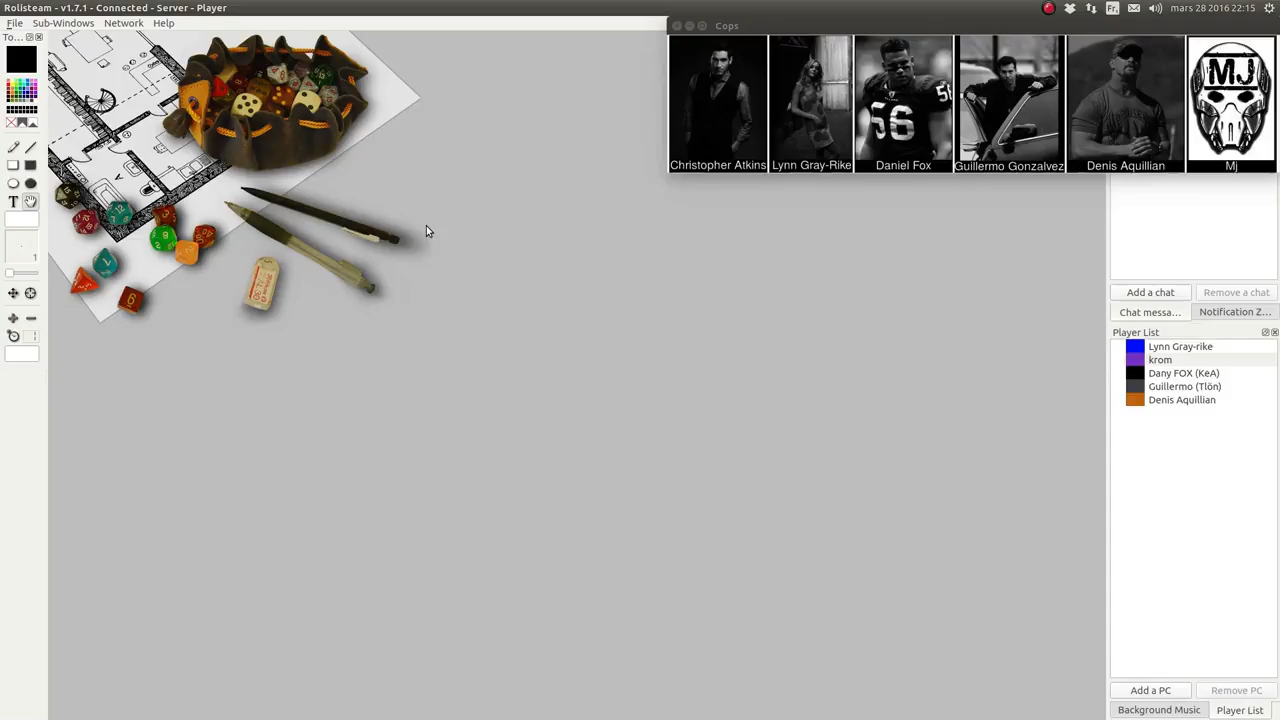 Rolisteam - v1.7.1 - Connected - Server - Player
Fr
mars 28 2016 22:15
File Sub-Windows Network Help
Cops
To...
MJ
56
Christopher Atkins Lynn Gray-Rike Daniel Fox Guillermo Gonzalvez Denis Aquillian Mj
T
1
Add a chat Remove a chat
Chat messa... Notification Z...
Player List
Lynn Gray-rike
krom
Dany FOX (KeA)
Guillermo (Tlön)
Denis Aquillian
Add a PC Remove PC
Background Music Player List